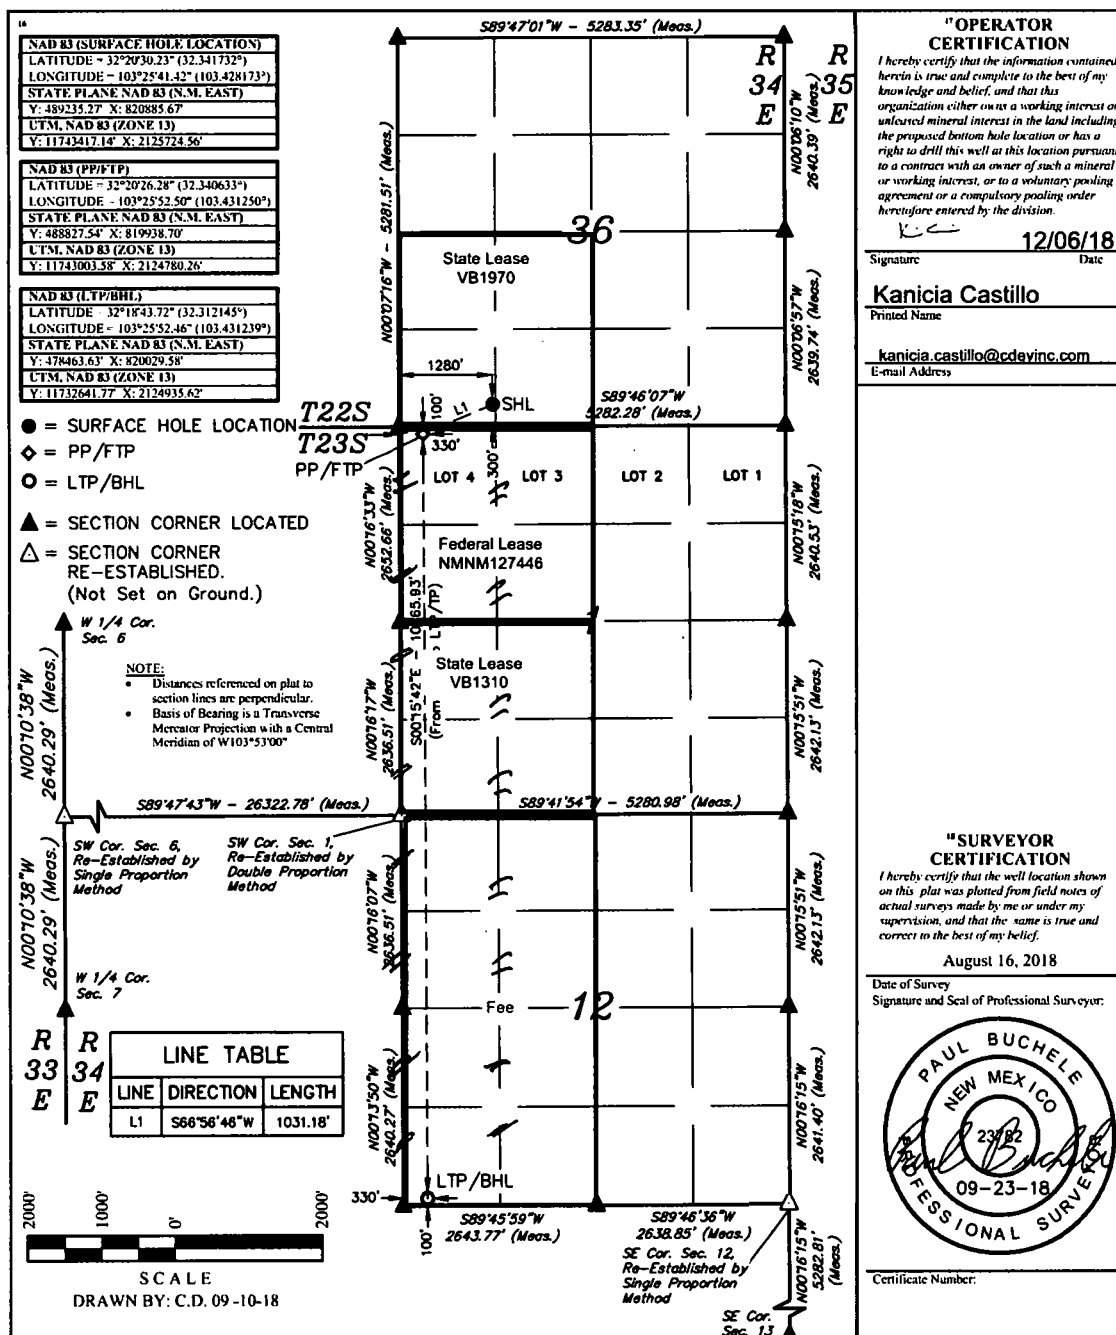 16
NAD 83 (SURFACE HOLE LOCATION)
LATITUDE = 32°20'30.23" (32.341732°)
LONGITUDE = 103°25'41.42" (103.428173°)
STATE PLANE NAD 83 (N.M. EAST)
Y: 489235.27' X: 820885.67'
UTM, NAD 83 (ZONE 13)
Y: 11743417.14' X: 2125724.56'
NAD 83 (PP/FTP)
LATITUDE = 32°20'26.28" (32.340633°)
LONGITUDE - 103°25'52.50" (103.431250°)
STATE PLANE NAD 83 (N.M. EAST)
Y: 488827.54' X: 819938.70'
UTM, NAD 83 (ZONE 13)
Y: 11743003.58' X: 2124780.26'
NAD 83 (LTP/BHL)
LATITUDE - 32°18'43.72" (32.312145°)
LONGITUDE = 103°25'52.46" (103.431239°)
STATE PLANE NAD 83 (N.M. EAST)
Y: 478463.63' X: 820029.58'
UTM, NAD 83 (ZONE 13)
Y: 11732641.77' X: 2124935.62'
● = SURFACE HOLE LOCATION
◇ = PP/FTP
○ = LTP/BHL
▲ = SECTION CORNER LOCATED
△ = SECTION CORNER
RE-ESTABLISHED.
(Not Set on Ground.)
W 1/4 Cor.
Sec. 6
NOTE:
• Distances referenced on plat to
section lines are perpendicular.
• Basis of Bearing is a Transverse
Mercator Projection with a Central
Meridian of W103°53'00"
N00°10'38"W
2640.29' (Meas.)
S89°47'43"W - 26322.78' (Meas.)
SW Cor. Sec. 6,
Re-Established by
Single Proportion
Method
SW Cor. Sec. 1,
Re-Established by
Double Proportion
Method
N00°10'38"W
2640.29' (Meas.)
W 1/4 Cor.
Sec. 7
R R
33 34
E E
LINE TABLE
LINE DIRECTION LENGTH
L1 S66°56'46"W 1031.18'
2000' 1000' 0' 2000'
SCALE
DRAWN BY: C.D. 09-10-18
S89°47'01"W - 5283.35' (Meas.)
R R
34 35
E E
N00°07'16"W - 5281.51' (Meas.)
N00°06'10"W
2640.39' (Meas.)
36
State Lease
VB1970
N00°06'57"W
2639.74' (Meas.)
1280'
100'
L1
SHL
S89°46'07"W
5282.28' (Meas.)
T22S
T23S
PP/FTP
330'
300'
LOT 4 LOT 3 LOT 2 LOT 1
N00°16'33"W
2652.66' (Meas.)
N00°15'18"W
2640.53' (Meas.)
Federal Lease
NMNM127446
1
State Lease
VB1310
S00°15'42"E
(From LTP/TP)
N00°16'17"W
2636.51' (Meas.)
N00°15'51"W
2642.13' (Meas.)
S89°41'54"W - 5280.98' (Meas.)
N00°16'07"W
2636.51' (Meas.)
N00°15'51"W
2642.13' (Meas.)
Fee
12
N00°13'50"W
2640.27' (Meas.)
N00°16'15"W
2641.40' (Meas.)
330'
LTP/BHL
100'
S89°45'59"W
2643.77' (Meas.)
S89°46'36"W
2638.85' (Meas.)
SE Cor. Sec. 12,
Re-Established by
Single Proportion
Method
N00°16'15"W
5282.81'
(Meas.)
SE Cor.
Sec. 13
17 OPERATOR
CERTIFICATION
I hereby certify that the information contained
herein is true and complete to the best of my
knowledge and belief, and that this
organization either owns a working interest or
unleased mineral interest in the land including
the proposed bottom hole location or has a
right to drill this well at this location pursuant
to a contract with an owner of such a mineral
or working interest, or to a voluntary pooling
agreement or a compulsory pooling order
heretofore entered by the division.
12/06/18
Signature Date
Kanicia Castillo
Printed Name
kanicia.castillo@cdevinc.com
E-mail Address
18 SURVEYOR
CERTIFICATION
I hereby certify that the well location shown
on this plat was plotted from field notes of
actual surveys made by me or under my
supervision, and that the same is true and
correct to the best of my belief.
August 16, 2018
Date of Survey
Signature and Seal of Professional Surveyor:
PAUL BUCHELE
NEW MEXICO
23782
Paul Buchele
09-23-18
PROFESSIONAL SURVEYOR
Certificate Number: